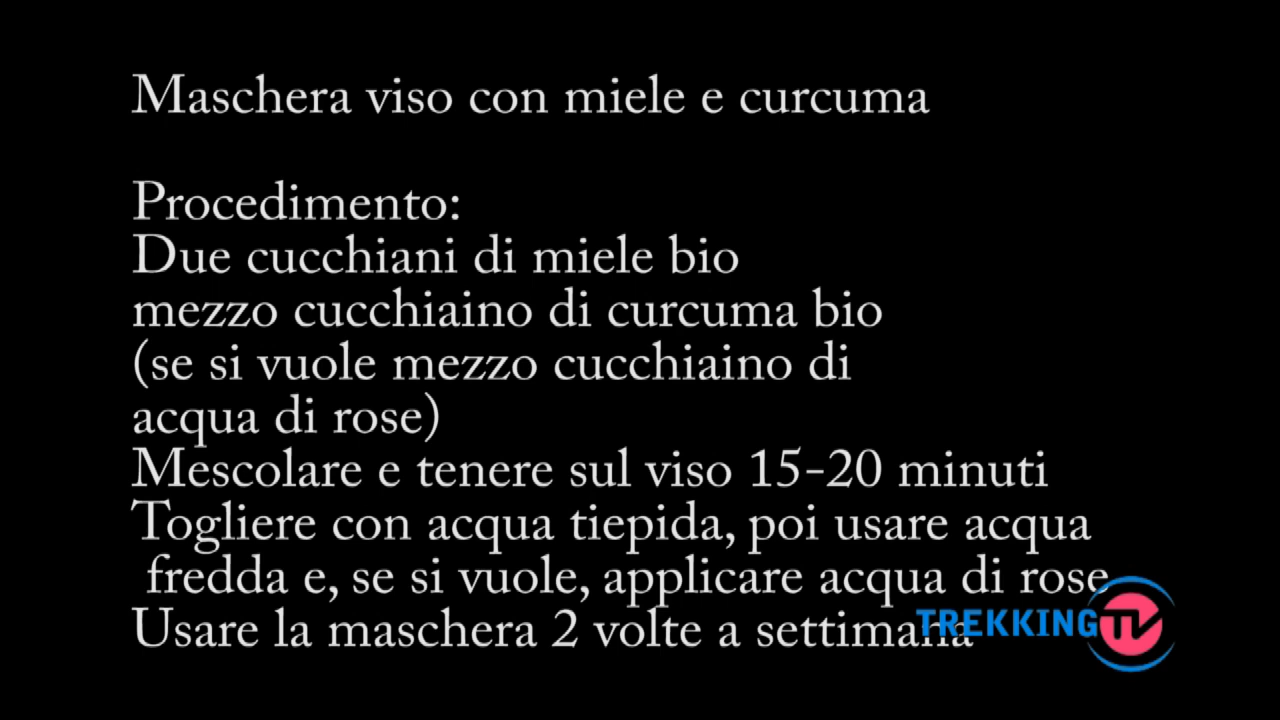 Maschera viso con miele e curcuma
Procedimento:
Due cucchiani di miele bio
mezzo cucchiaino di curcuma bio
(se si vuole mezzo cucchiaino di
acqua di rose)
Mescolare e tenere sul viso 15-20 minuti
Togliere con acqua tiepida, poi usare acqua
fredda e, se si vuole, applicare acqua di rose
Usare la maschera 2 volte a settimana
TREKKING TV